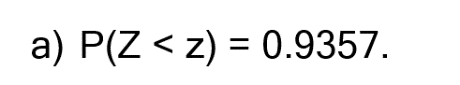 a) P(Z < z) = 0.9357.